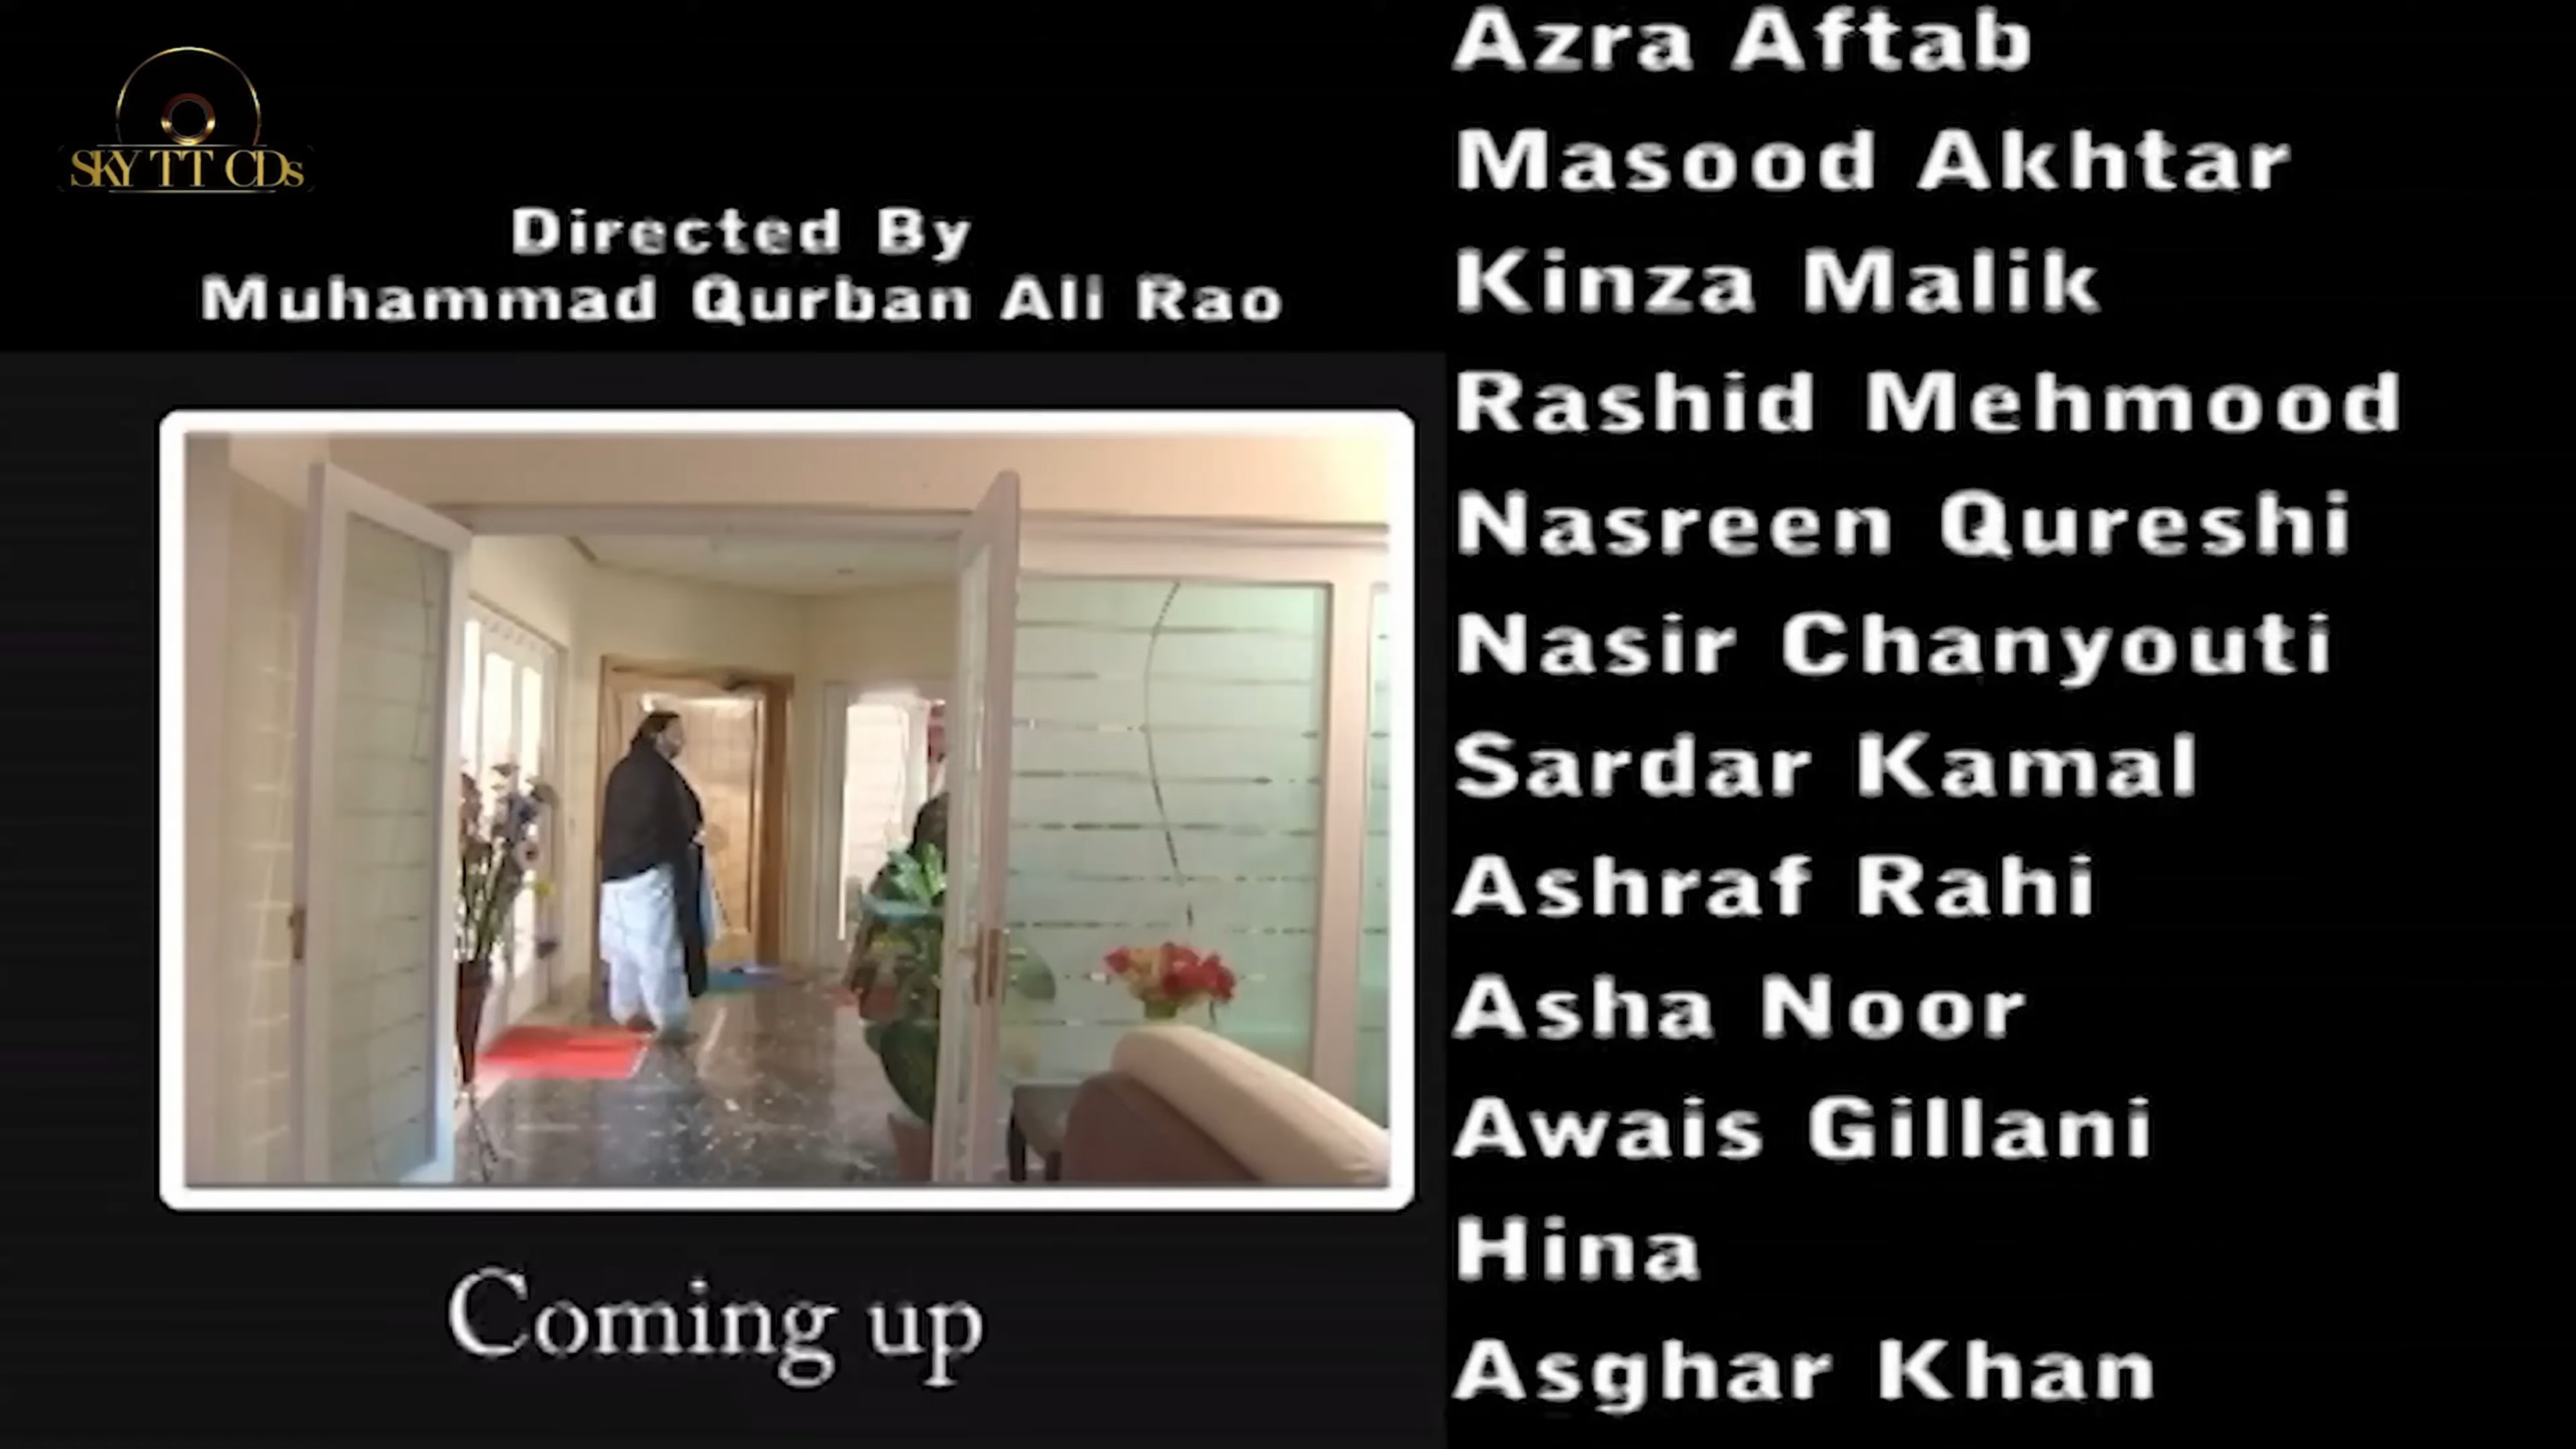 SKY TT CDs
Directed By
Muhammad Qurban Ali Rao
Coming up
Azra Aftab
Masood Akhtar
Kinza Malik
Rashid Mehmood
Nasreen Qureshi
Nasir Chanyouti
Sardar Kamal
Ashraf Rahi
Asha Noor
Awais Gillani
Hina
Asghar Khan